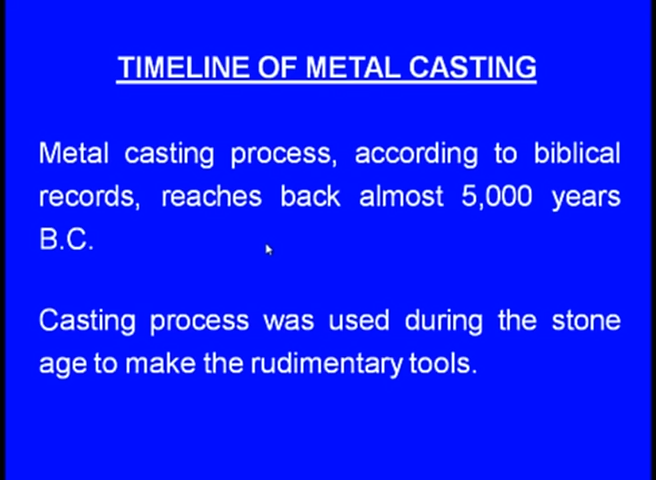 TIMELINE OF METAL CASTING
Metal casting process, according to biblical
records, reaches back almost 5,000 years
B.C.
Casting process was used during the stone
age to make the rudimentary tools.